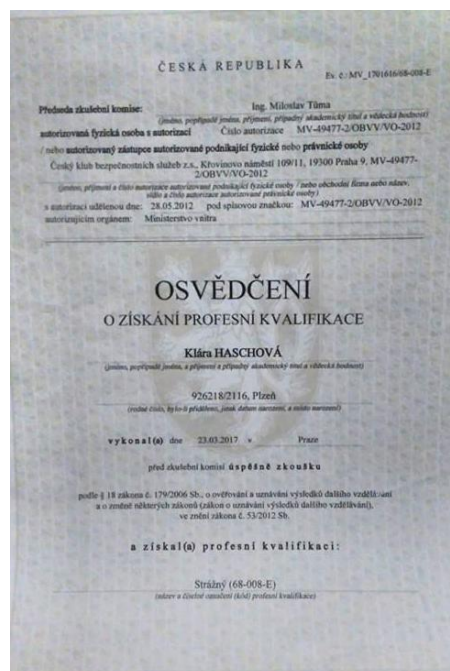 ČESKÁ REPUBLIKA
Ev. č.: MV_1701616/68-008-E
Předseda zkušební komise: Ing. Miloslav Tůma
(jméno, popřípadě jména, příjmení, případný akademický titul a vědecká hodnost)
autorizovaná fyzická osoba s autorizací Číslo autorizace MV-49477-2/OBVV/VO-2012
/ nebo autorizovaný zástupce autorizované podnikající fyzické nebo právnické osoby
Český klub bezpečnostních služeb z.s., Křovinovo náměstí 109/11, 19300 Praha 9, MV-49477-
2/OBVV/VO-2012
(jméno, příjmení a číslo autorizace autorizované podnikající fyzické osoby / nebo obchodní firma nebo název,
sídlo a číslo autorizace autorizované právnické osoby)
s autorizací udělenou dne: 28.05.2012 pod spisovou značkou: MV-49477-2/OBVV/VO-2012
autorizujícím orgánem: Ministerstvo vnitra
OSVĚDČENÍ
O ZÍSKÁNÍ PROFESNÍ KVALIFIKACE
Klára HASCHOVÁ
(jméno, popřípadě jména, a příjmení a případný akademický titul a vědecká hodnost)
926218/2116, Plzeň
(rodné číslo, bylo-li přiděleno, jinak datum narození, a místo narození)
vykonal(a) dne 23.03.2017 v Praze
před zkušební komisí úspěšně zkoušku
podle § 18 zákona č. 179/2006 Sb., o ověřování a uznávání výsledků dalšího vzdělávání
a o změně některých zákonů (zákon o uznávání výsledků dalšího vzdělávání),
ve znění zákona č. 53/2012 Sb.
a získal(a) profesní kvalifikaci:
Strážný (68-008-E)
(název a číselné označení (kód) profesní kvalifikace)